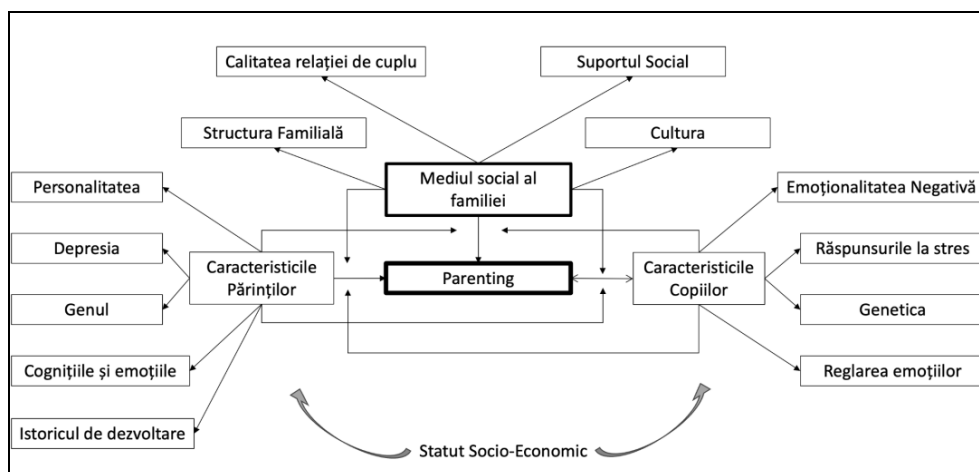 Calitatea relației de cuplu
Suportul Social
Structura Familială
Cultura
Mediul social al
familiei
Personalitatea
Emoționalitatea Negativă
Depresia
Răspunsurile la stres
Caracteristicile
Părinților
Parenting
Caracteristicile
Copiilor
Genul
Genetica
Cognițiile și emoțiile
Reglarea emoțiilor
Istoricul de dezvoltare
Statut Socio-Economic